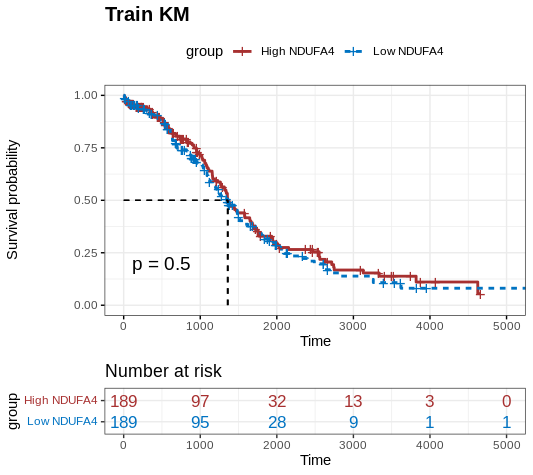 Train KM
group High NDUFA4 Low NDUFA4
Survival probability
1.00
0.75
0.50
0.25
0.00
p = 0.5
0 1000 2000 3000 4000 5000
Time
Number at risk
group
High NDUFA4 189 97 32 13 3 0
Low NDUFA4 189 95 28 9 1 1
0 1000 2000 3000 4000 5000
Time